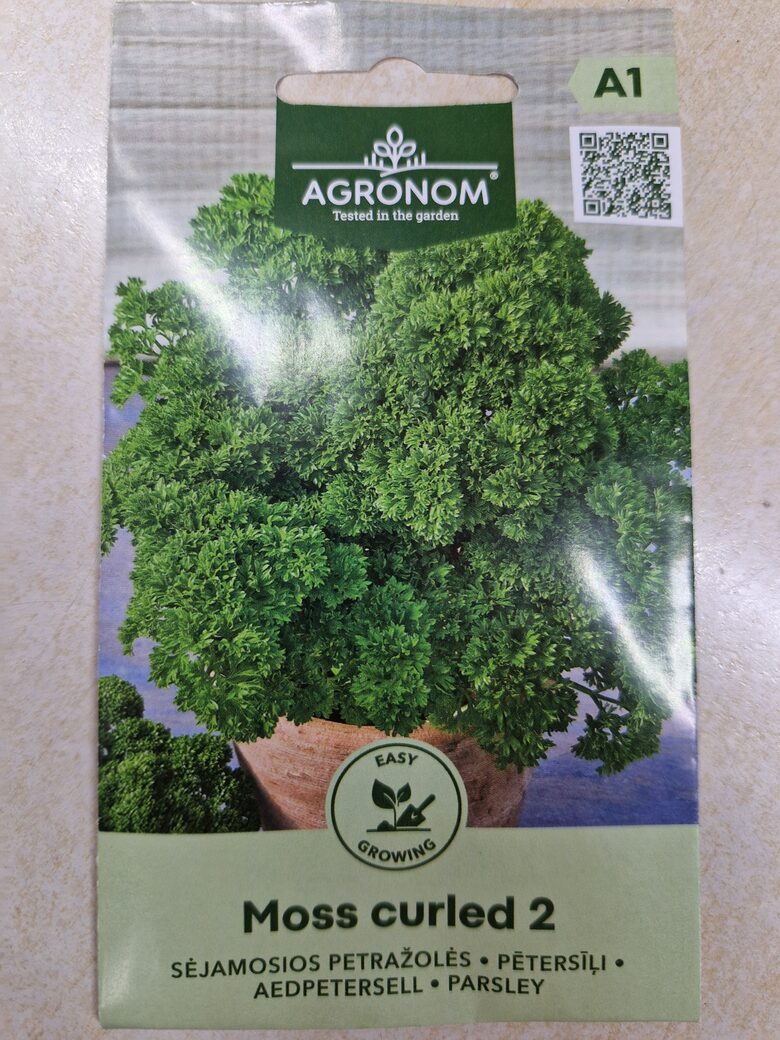 A1
AGRONOM®
Tested in the garden
EASY
GROWING
Moss curled 2
SĖJAMOSIOS PETRAŽOLĖS • PĒTERSĪĻI •
AEDPETERSELL • PARSLEY